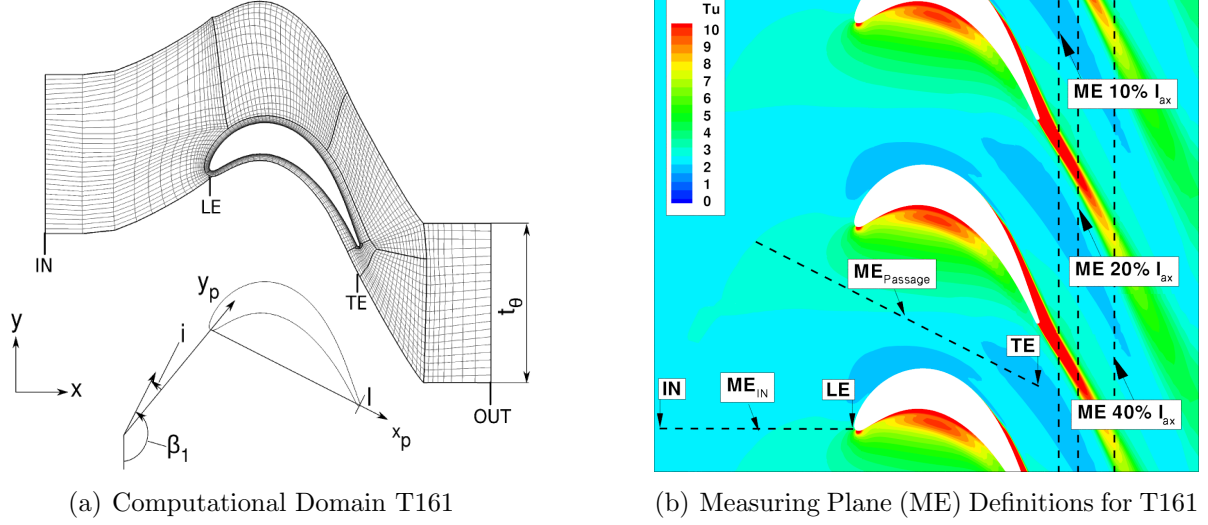 IN
LE
TE
OUT
t_θ
y
x
y_p
i
l
x_p
β_1
(a) Computational Domain T161
Tu
10
9
8
7
6
5
4
3
2
1
0
ME 10% l_ax
ME 20% l_ax
ME 40% l_ax
ME_Passage
TE
IN
ME_IN
LE
(b) Measuring Plane (ME) Definitions for T161